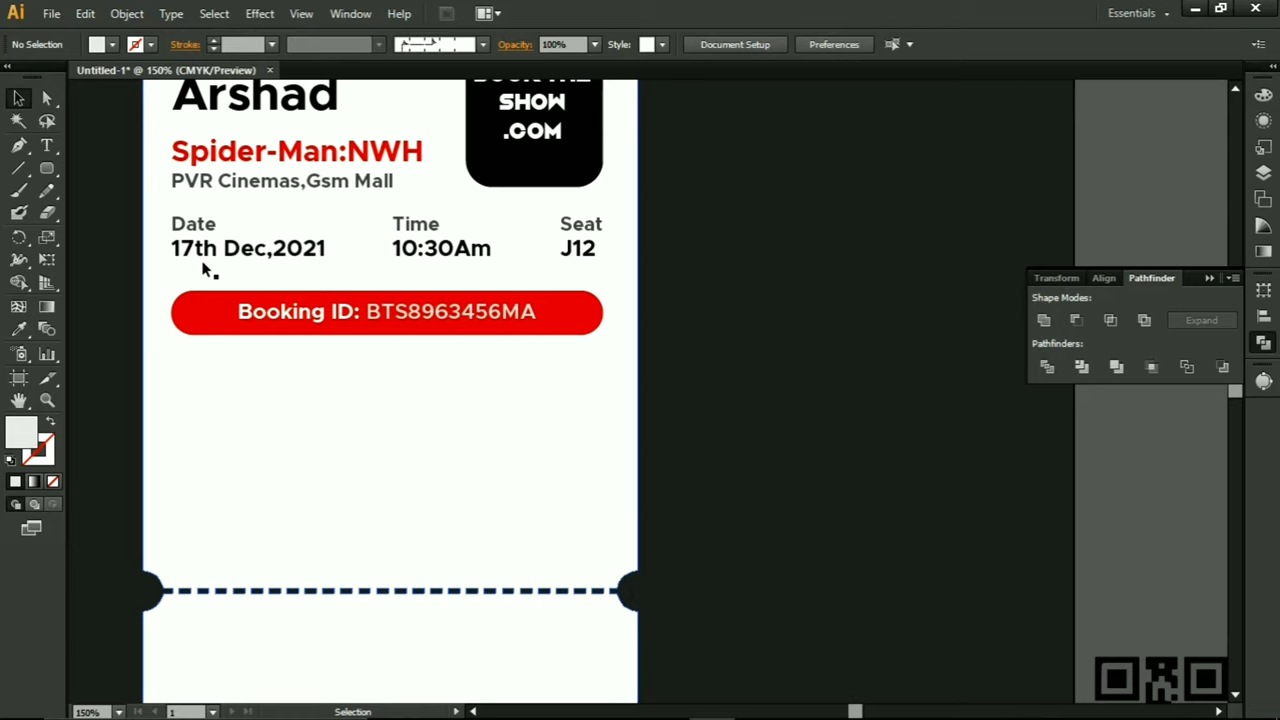 Ai File Edit Object Type Select Effect View Window Help Essentials
No Selection Stroke: Opacity: 100% Style: Document Setup Preferences
Untitled-1* @ 150% (CMYK/Preview)
Arshad
SHOW
.COM
Spider-Man:NWH
PVR Cinemas,Gsm Mall
Date Time Seat
17th Dec,2021 10:30Am J12
Booking ID: BTS8963456MA
Transform Align Pathfinder
Shape Modes:
Expand
Pathfinders:
150% 1 Selection